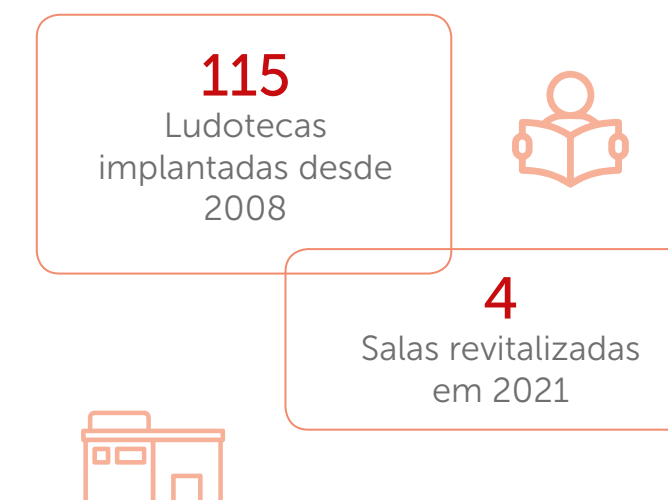 115
Ludotecas
implantadas desde
2008
4
Salas revitalizadas
em 2021